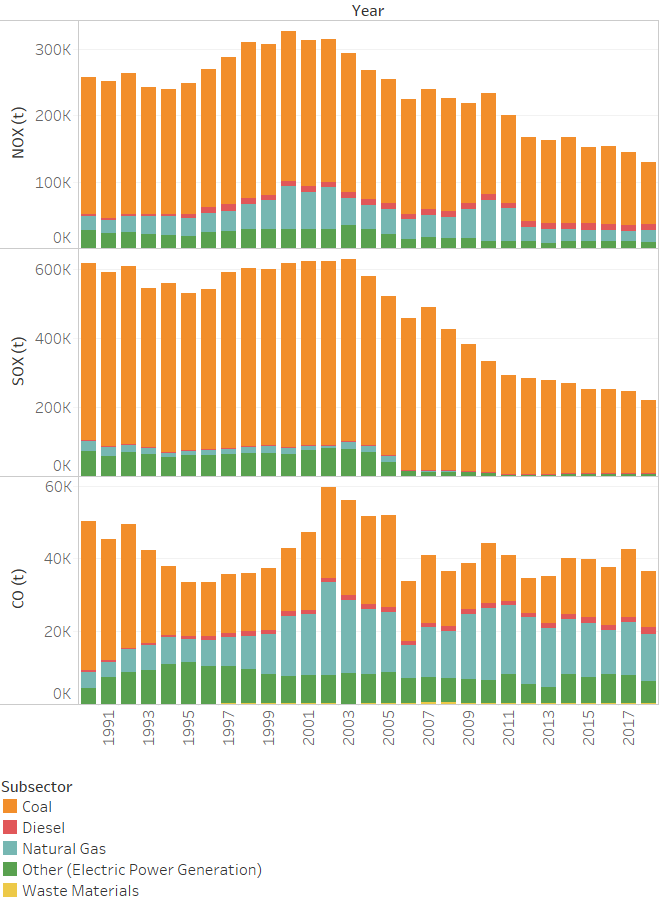 Year
NOX (t)
300K
200K
100K
0K
SOX (t)
600K
400K
200K
0K
CO (t)
60K
40K
20K
0K
1991
1993
1995
1997
1999
2001
2003
2005
2007
2009
2011
2013
2015
2017
Subsector
Coal
Diesel
Natural Gas
Other (Electric Power Generation)
Waste Materials